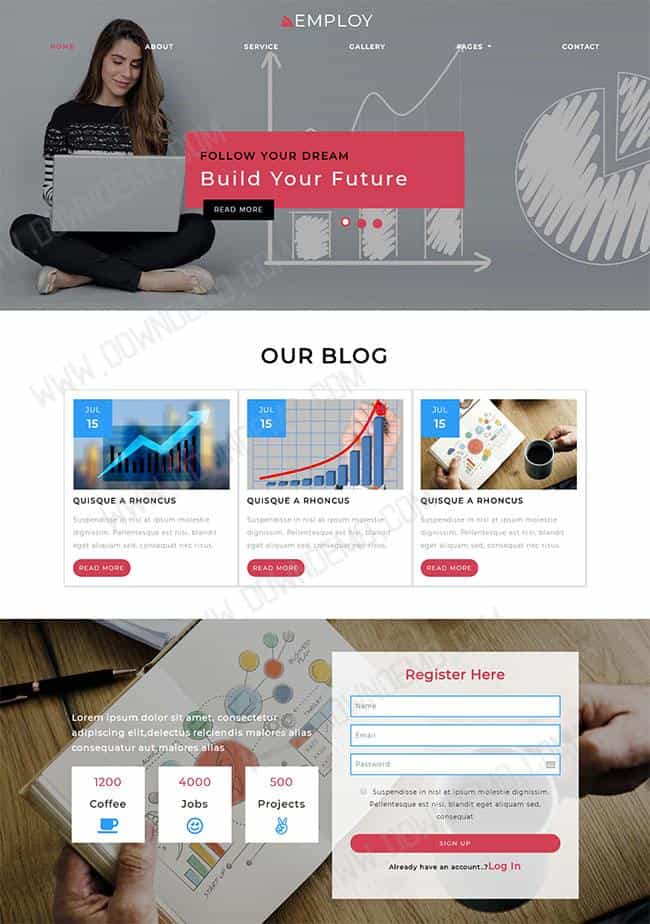 EMPLOY
HOME ABOUT SERVICE GALLERY PAGES CONTACT
FOLLOW YOUR DREAM
Build Your Future
READ MORE
OUR BLOG
JUL
15
JUL
15
JUL
15
QUISQUE A RHONCUS
QUISQUE A RHONCUS
QUISQUE A RHONCUS
Suspendisse in nisl at ipsum molestie
dignissim. Pellentesque est nisi, blandit
eget aliquam sed, consequat nec risus.
Suspendisse in nisl at ipsum molestie
dignissim. Pellentesque est nisi, blandit
eget aliquam sed, consequat nec risus.
Suspendisse in nisl at ipsum molestie
dignissim. Pellentesque est nisi, blandit
eget aliquam sed, consequat nec risus.
READ MORE
READ MORE
READ MORE
BUSINESS
PLAN
Lorem ipsum dolor sit amet, consectetur
adipiscing elit,delectus reiciendis maiores alias
consequatur aut maiores alias
1200
Coffee
4000
Jobs
500
Projects
START UP
Register Here
Name
Email
Password
Suspendisse in nisl at ipsum molestie dignissim.
Pellentesque est nisi, blandit eget aliquam sed,
consequat
SIGN UP
Already have an account..?Log In
WWW.DOWNDEMO.COM